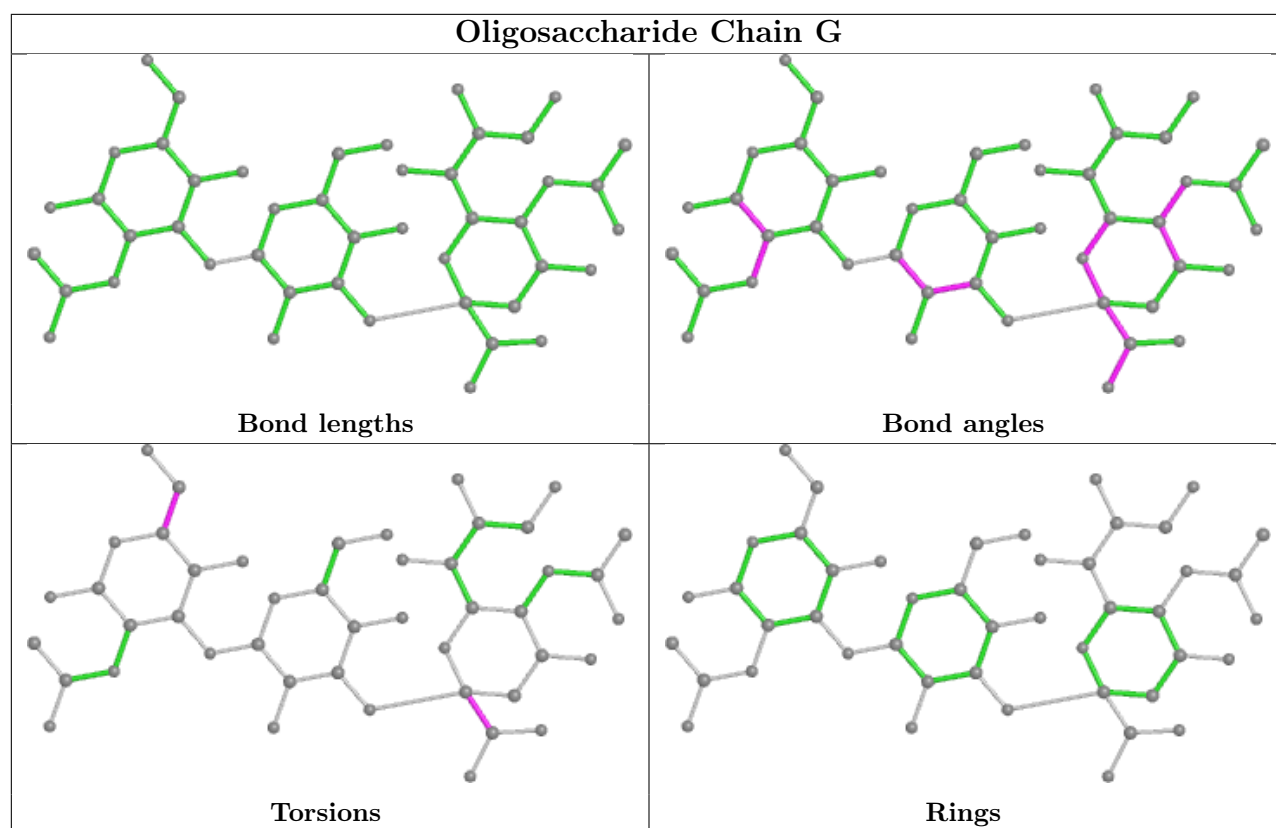 Oligosaccharide Chain G
Bond lengths
Bond angles
Torsions
Rings